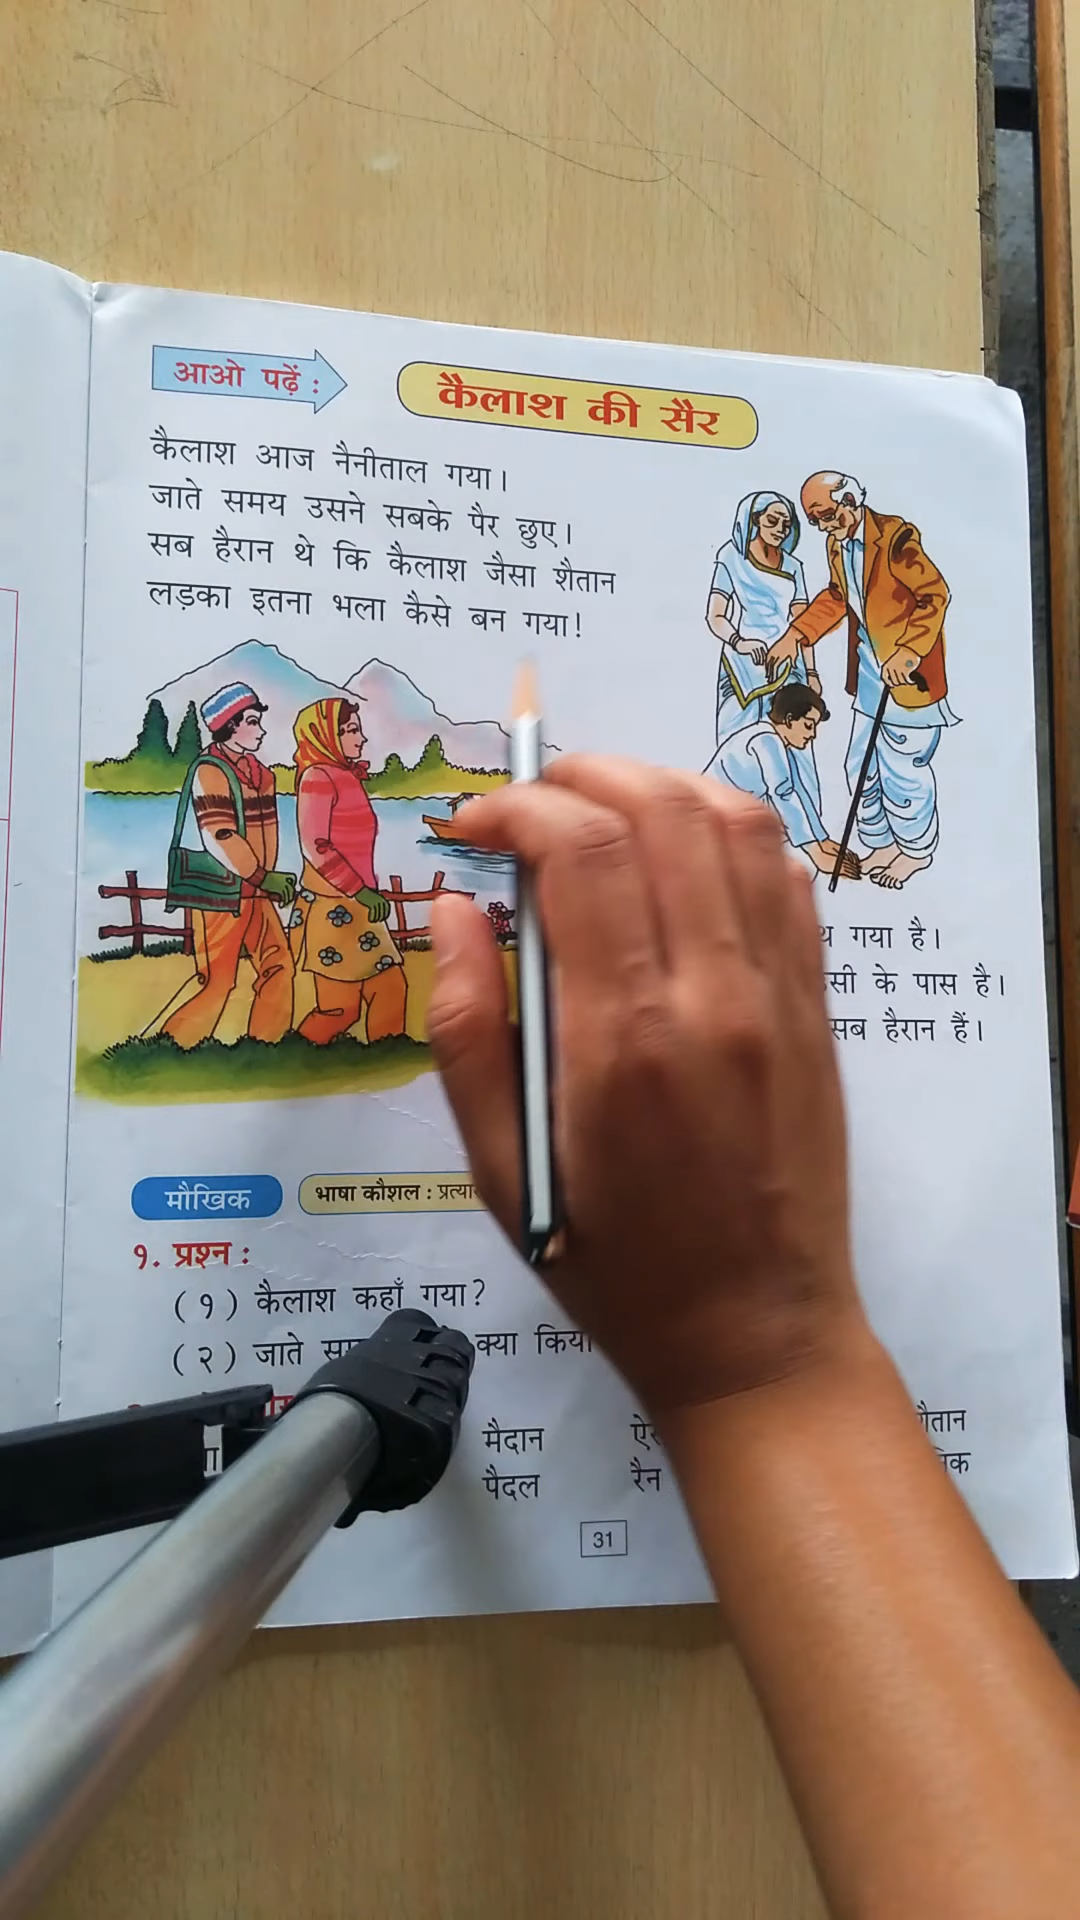 आओ पढ़ें :
कैलाश की सैर
कैलाश आज नैनीताल गया।
जाते समय उसने सबके पैर छुए।
सब हैरान थे कि कैलाश जैसा शैतान
लड़का इतना भला कैसे बन गया!
गया है।
के पास है।
सब हैरान हैं।
मौखिक
भाषा कौशल :
१. प्रश्न :
(१) कैलाश कहाँ गया?
(२) जाते क्या किया
मैदान
पैदल रैन
31